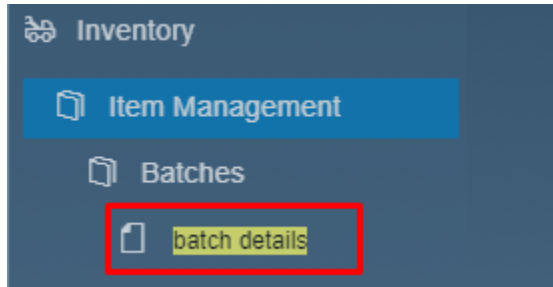 Inventory
Item Management
Batches
batch details